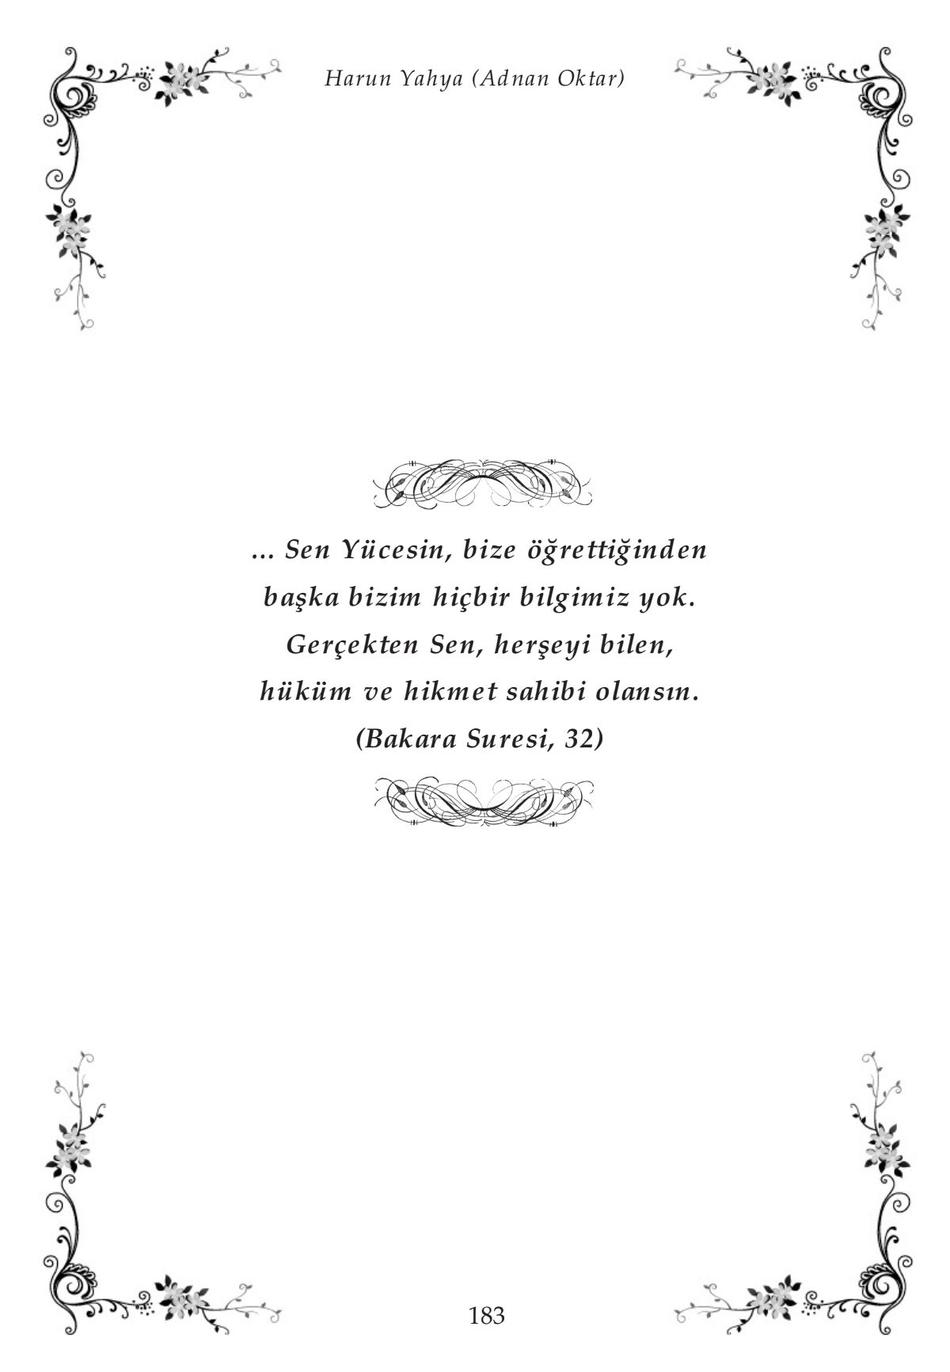 Harun Yahya (Adnan Oktar)
... Sen Yücesin, bize öğrettiğinden
başka bizim hiçbir bilgimiz yok.
Gerçekten Sen, herşeyi bilen,
hüküm ve hikmet sahibi olansın.
(Bakara Suresi, 32)
183